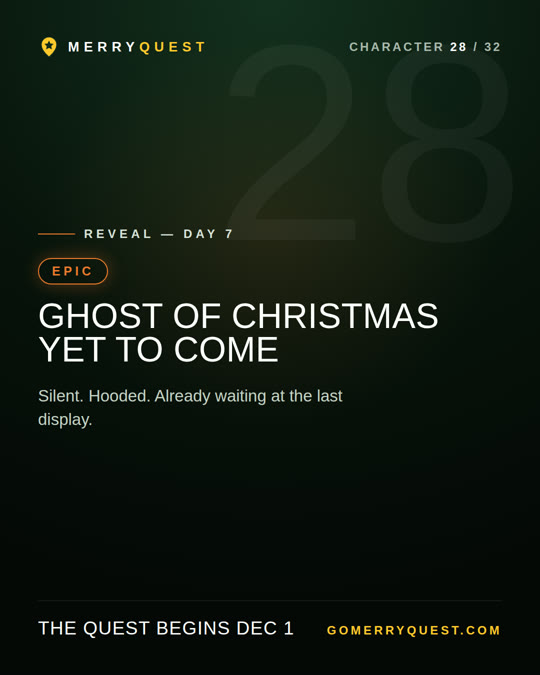 MERRYQUEST
CHARACTER 28 / 32
28
REVEAL — DAY 7
EPIC
GHOST OF CHRISTMAS
YET TO COME
Silent. Hooded. Already waiting at the last
display.
THE QUEST BEGINS DEC 1
GOMERRYQUEST.COM